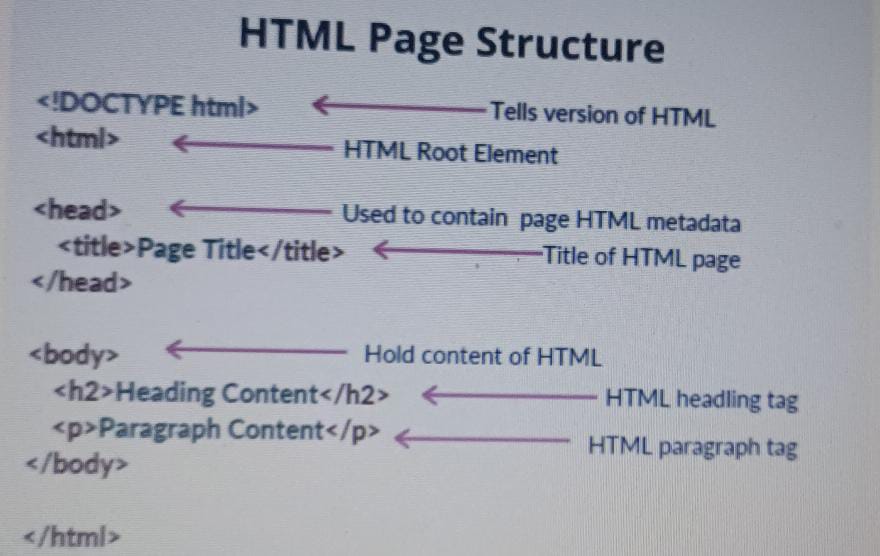 HTML Page Structure
<!DOCTYPE html> Tells version of HTML
<html> HTML Root Element
<head> Used to contain page HTML metadata
<title>Page Title</title> Title of HTML page
</head>
<body> Hold content of HTML
<h2>Heading Content</h2> HTML headling tag
<p>Paragraph Content</p> HTML paragraph tag
</body>
</html>